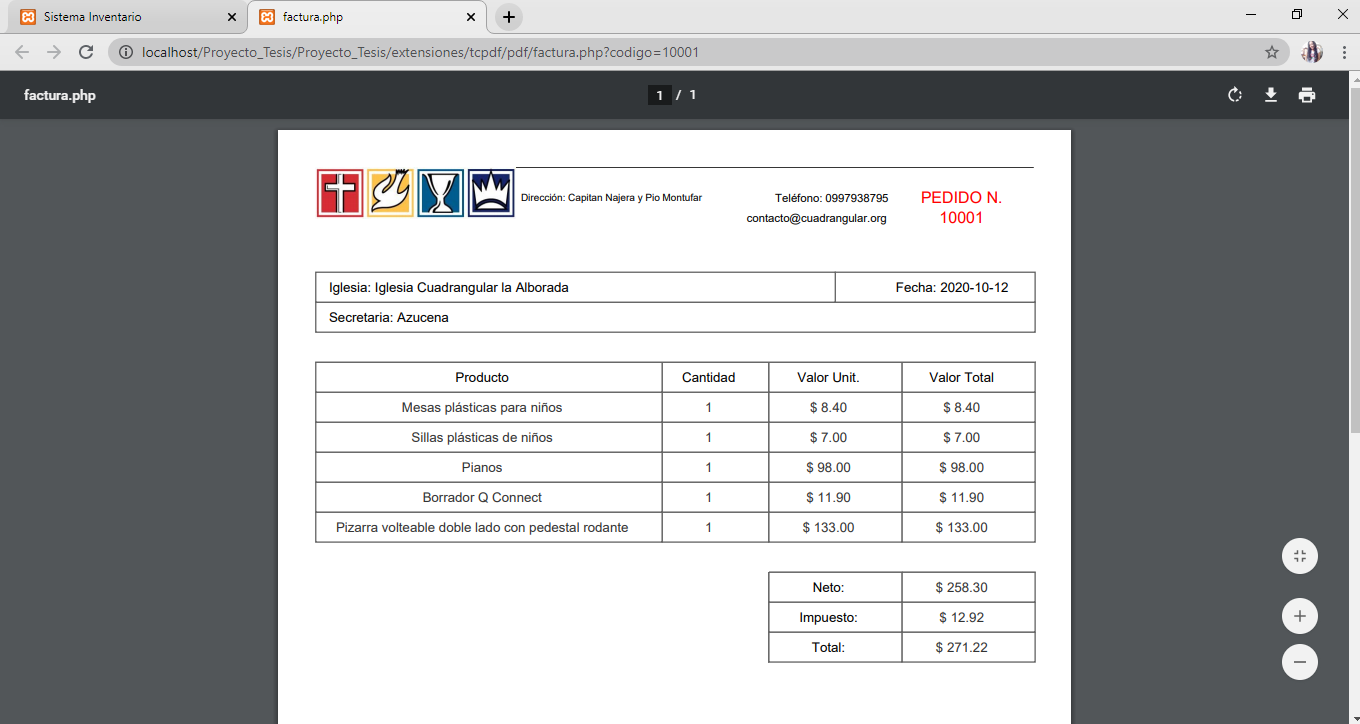 Sistema Inventario
factura.php
localhost/Proyecto_Tesis/Proyecto_Tesis/extensiones/tcpdf/pdf/factura.php?codigo=10001
factura.php
1 / 1
Dirección: Capitan Najera y Pio Montufar
Teléfono: 0997938795
contacto@cuadrangular.org
PEDIDO N.
10001
Iglesia: Iglesia Cuadrangular la Alborada Fecha: 2020-10-12
Secretaria: Azucena
Producto Cantidad Valor Unit. Valor Total
Mesas plásticas para niños 1 $ 8.40 $ 8.40
Sillas plásticas de niños 1 $ 7.00 $ 7.00
Pianos 1 $ 98.00 $ 98.00
Borrador Q Connect 1 $ 11.90 $ 11.90
Pizarra volteable doble lado con pedestal rodante 1 $ 133.00 $ 133.00
Neto: $ 258.30
Impuesto: $ 12.92
Total: $ 271.22